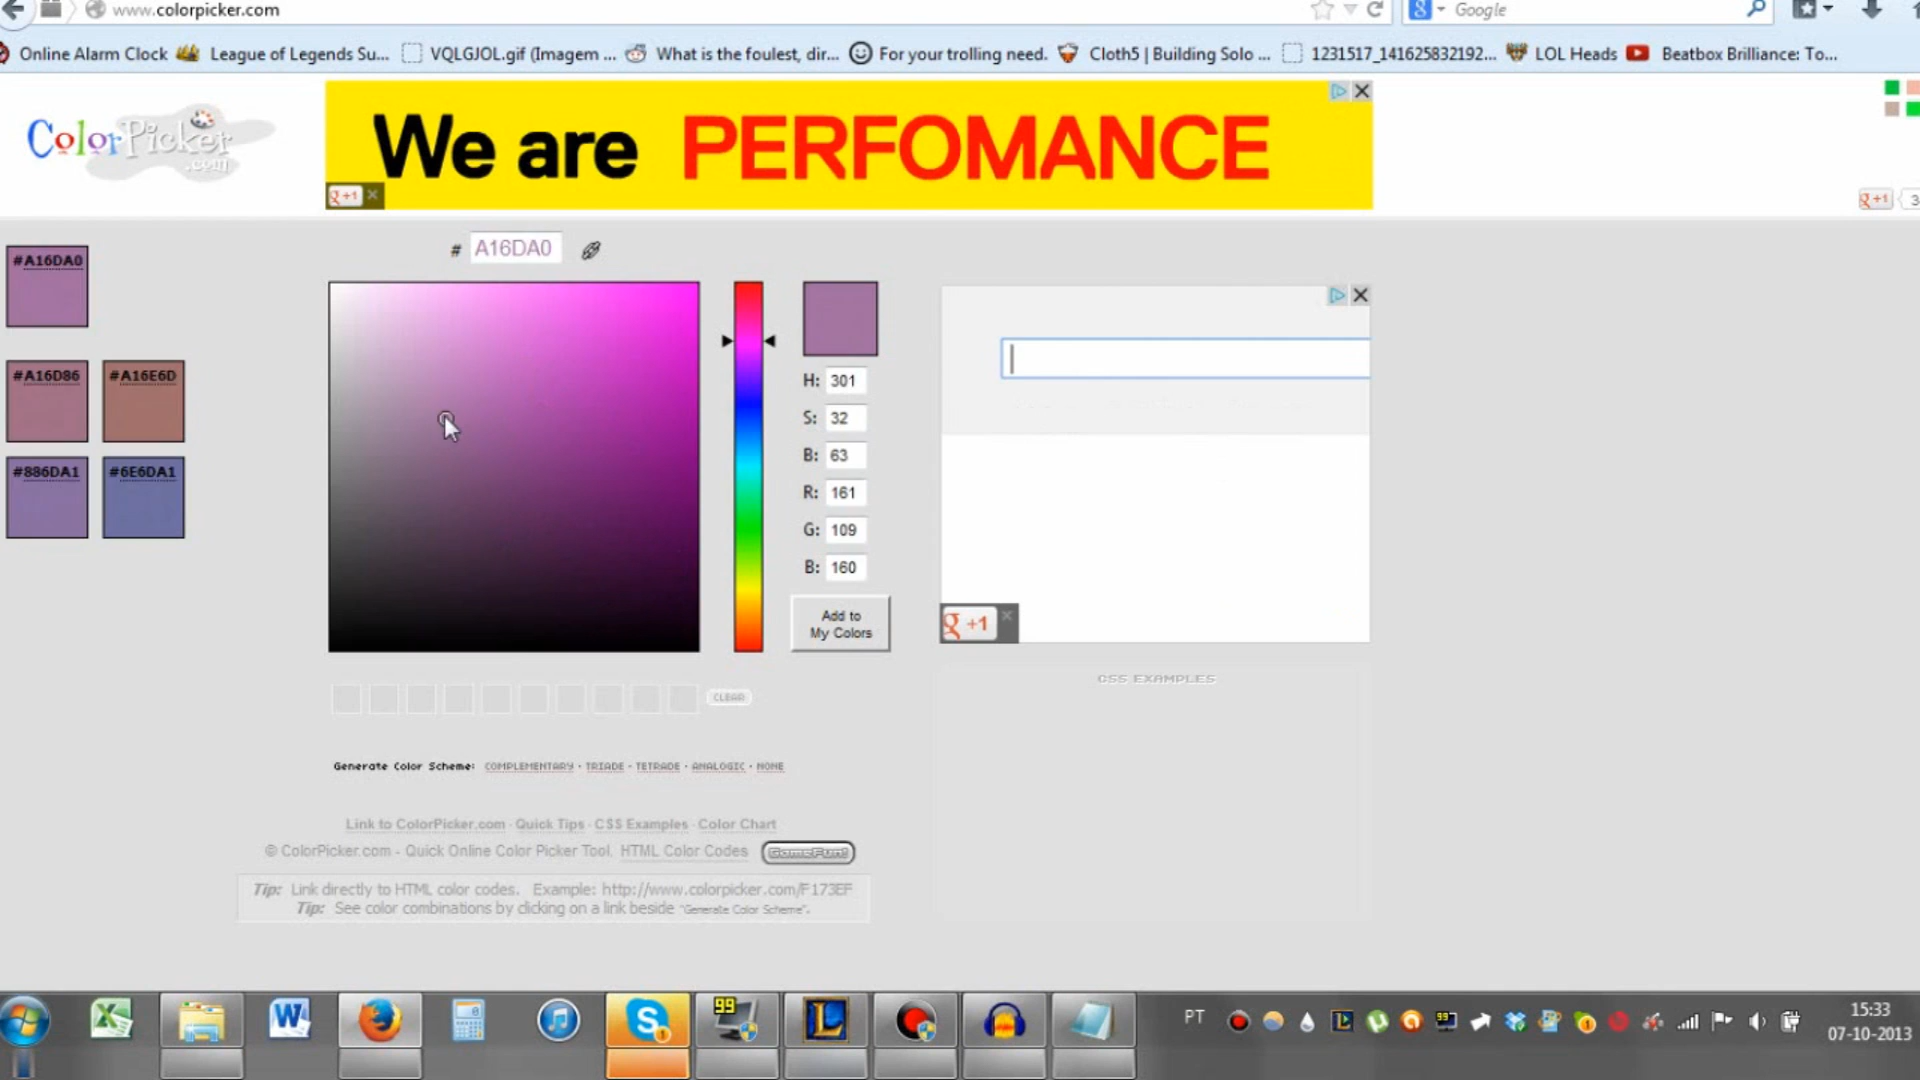 www.colorpicker.com
Google
Online Alarm Clock League of Legends Su... VQLGJOL.gif (Imagem ... What is the foulest, dir... For your trolling need. Cloth5 | Building Solo ... 1231517_141625832192... LOL Heads Beatbox Brilliance: To...
ColorPicker
.com
We are PERFOMANCE
g +1
g +1 3
# A16DA0
#A16DA0
#A16D86 #A16E6D
#886DA1 #6E6DA1
H: 301
S: 32
B: 63
R: 161
G: 109
B: 160
Add to
My Colors
g +1
CLEAR
CSS EXAMPLES
Generate Color Scheme: COMPLEMENTARY · TRIADE · TETRADE · ANALOGIC · NONE
Link to ColorPicker.com · Quick Tips · CSS Examples · Color Chart
© ColorPicker.com - Quick Online Color Picker Tool. HTML Color Codes GameFun!
Tip: Link directly to HTML color codes. Example: http://www.colorpicker.com/F173EF
Tip: See color combinations by clicking on a link beside "Generate Color Scheme".
99
PT
15:33
07-10-2013